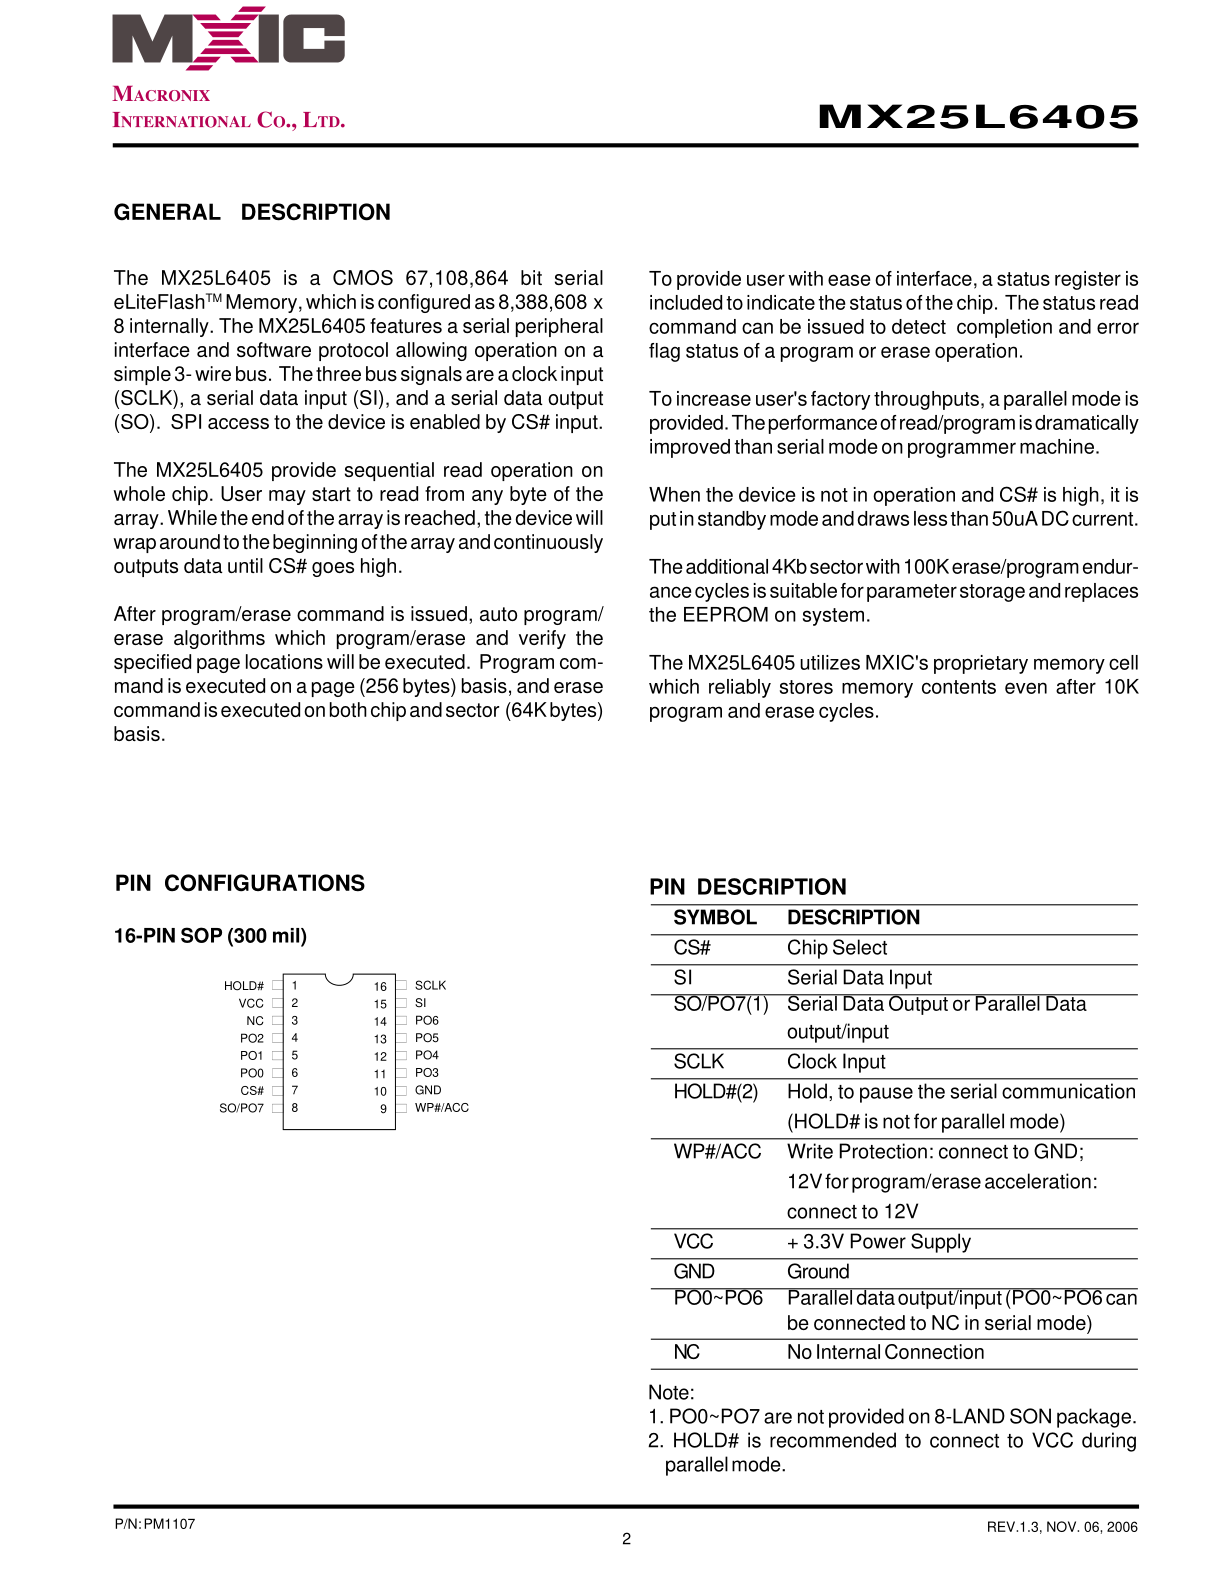 MXIC
MACRONIX
INTERNATIONAL CO., LTD.
MX25L6405
GENERAL DESCRIPTION
The MX25L6405 is a CMOS 67,108,864 bit serial
eLiteFlash™ Memory, which is configured as 8,388,608 x
8 internally. The MX25L6405 features a serial peripheral
interface and software protocol allowing operation on a
simple 3- wire bus. The three bus signals are a clock input
(SCLK), a serial data input (SI), and a serial data output
(SO). SPI access to the device is enabled by CS# input.
The MX25L6405 provide sequential read operation on
whole chip. User may start to read from any byte of the
array. While the end of the array is reached, the device will
wrap around to the beginning of the array and continuously
outputs data until CS# goes high.
After program/erase command is issued, auto program/
erase algorithms which program/erase and verify the
specified page locations will be executed. Program com-
mand is executed on a page (256 bytes) basis, and erase
command is executed on both chip and sector (64K bytes)
basis.
To provide user with ease of interface, a status register is
included to indicate the status of the chip. The status read
command can be issued to detect completion and error
flag status of a program or erase operation.
To increase user's factory throughputs, a parallel mode is
provided. The performance of read/program is dramatically
improved than serial mode on programmer machine.
When the device is not in operation and CS# is high, it is
put in standby mode and draws less than 50uA DC current.
The additional 4Kb sector with 100K erase/program endur-
ance cycles is suitable for parameter storage and replaces
the EEPROM on system.
The MX25L6405 utilizes MXIC's proprietary memory cell
which reliably stores memory contents even after 10K
program and erase cycles.
PIN CONFIGURATIONS
16-PIN SOP (300 mil)
HOLD# 1 16 SCLK
VCC 2 15 SI
NC 3 14 PO6
PO2 4 13 PO5
PO1 5 12 PO4
PO0 6 11 PO3
CS# 7 10 GND
SO/PO7 8 9 WP#/ACC
PIN DESCRIPTION
SYMBOL DESCRIPTION
CS# Chip Select
SI Serial Data Input
SO/PO7(1) Serial Data Output or Parallel Data
output/input
SCLK Clock Input
HOLD#(2) Hold, to pause the serial communication
(HOLD# is not for parallel mode)
WP#/ACC Write Protection: connect to GND;
12V for program/erase acceleration:
connect to 12V
VCC + 3.3V Power Supply
GND Ground
PO0~PO6 Parallel data output/input (PO0~PO6 can
be connected to NC in serial mode)
NC No Internal Connection
Note:
1. PO0~PO7 are not provided on 8-LAND SON package.
2. HOLD# is recommended to connect to VCC during
parallel mode.
P/N: PM1107
2
REV.1.3, NOV. 06, 2006